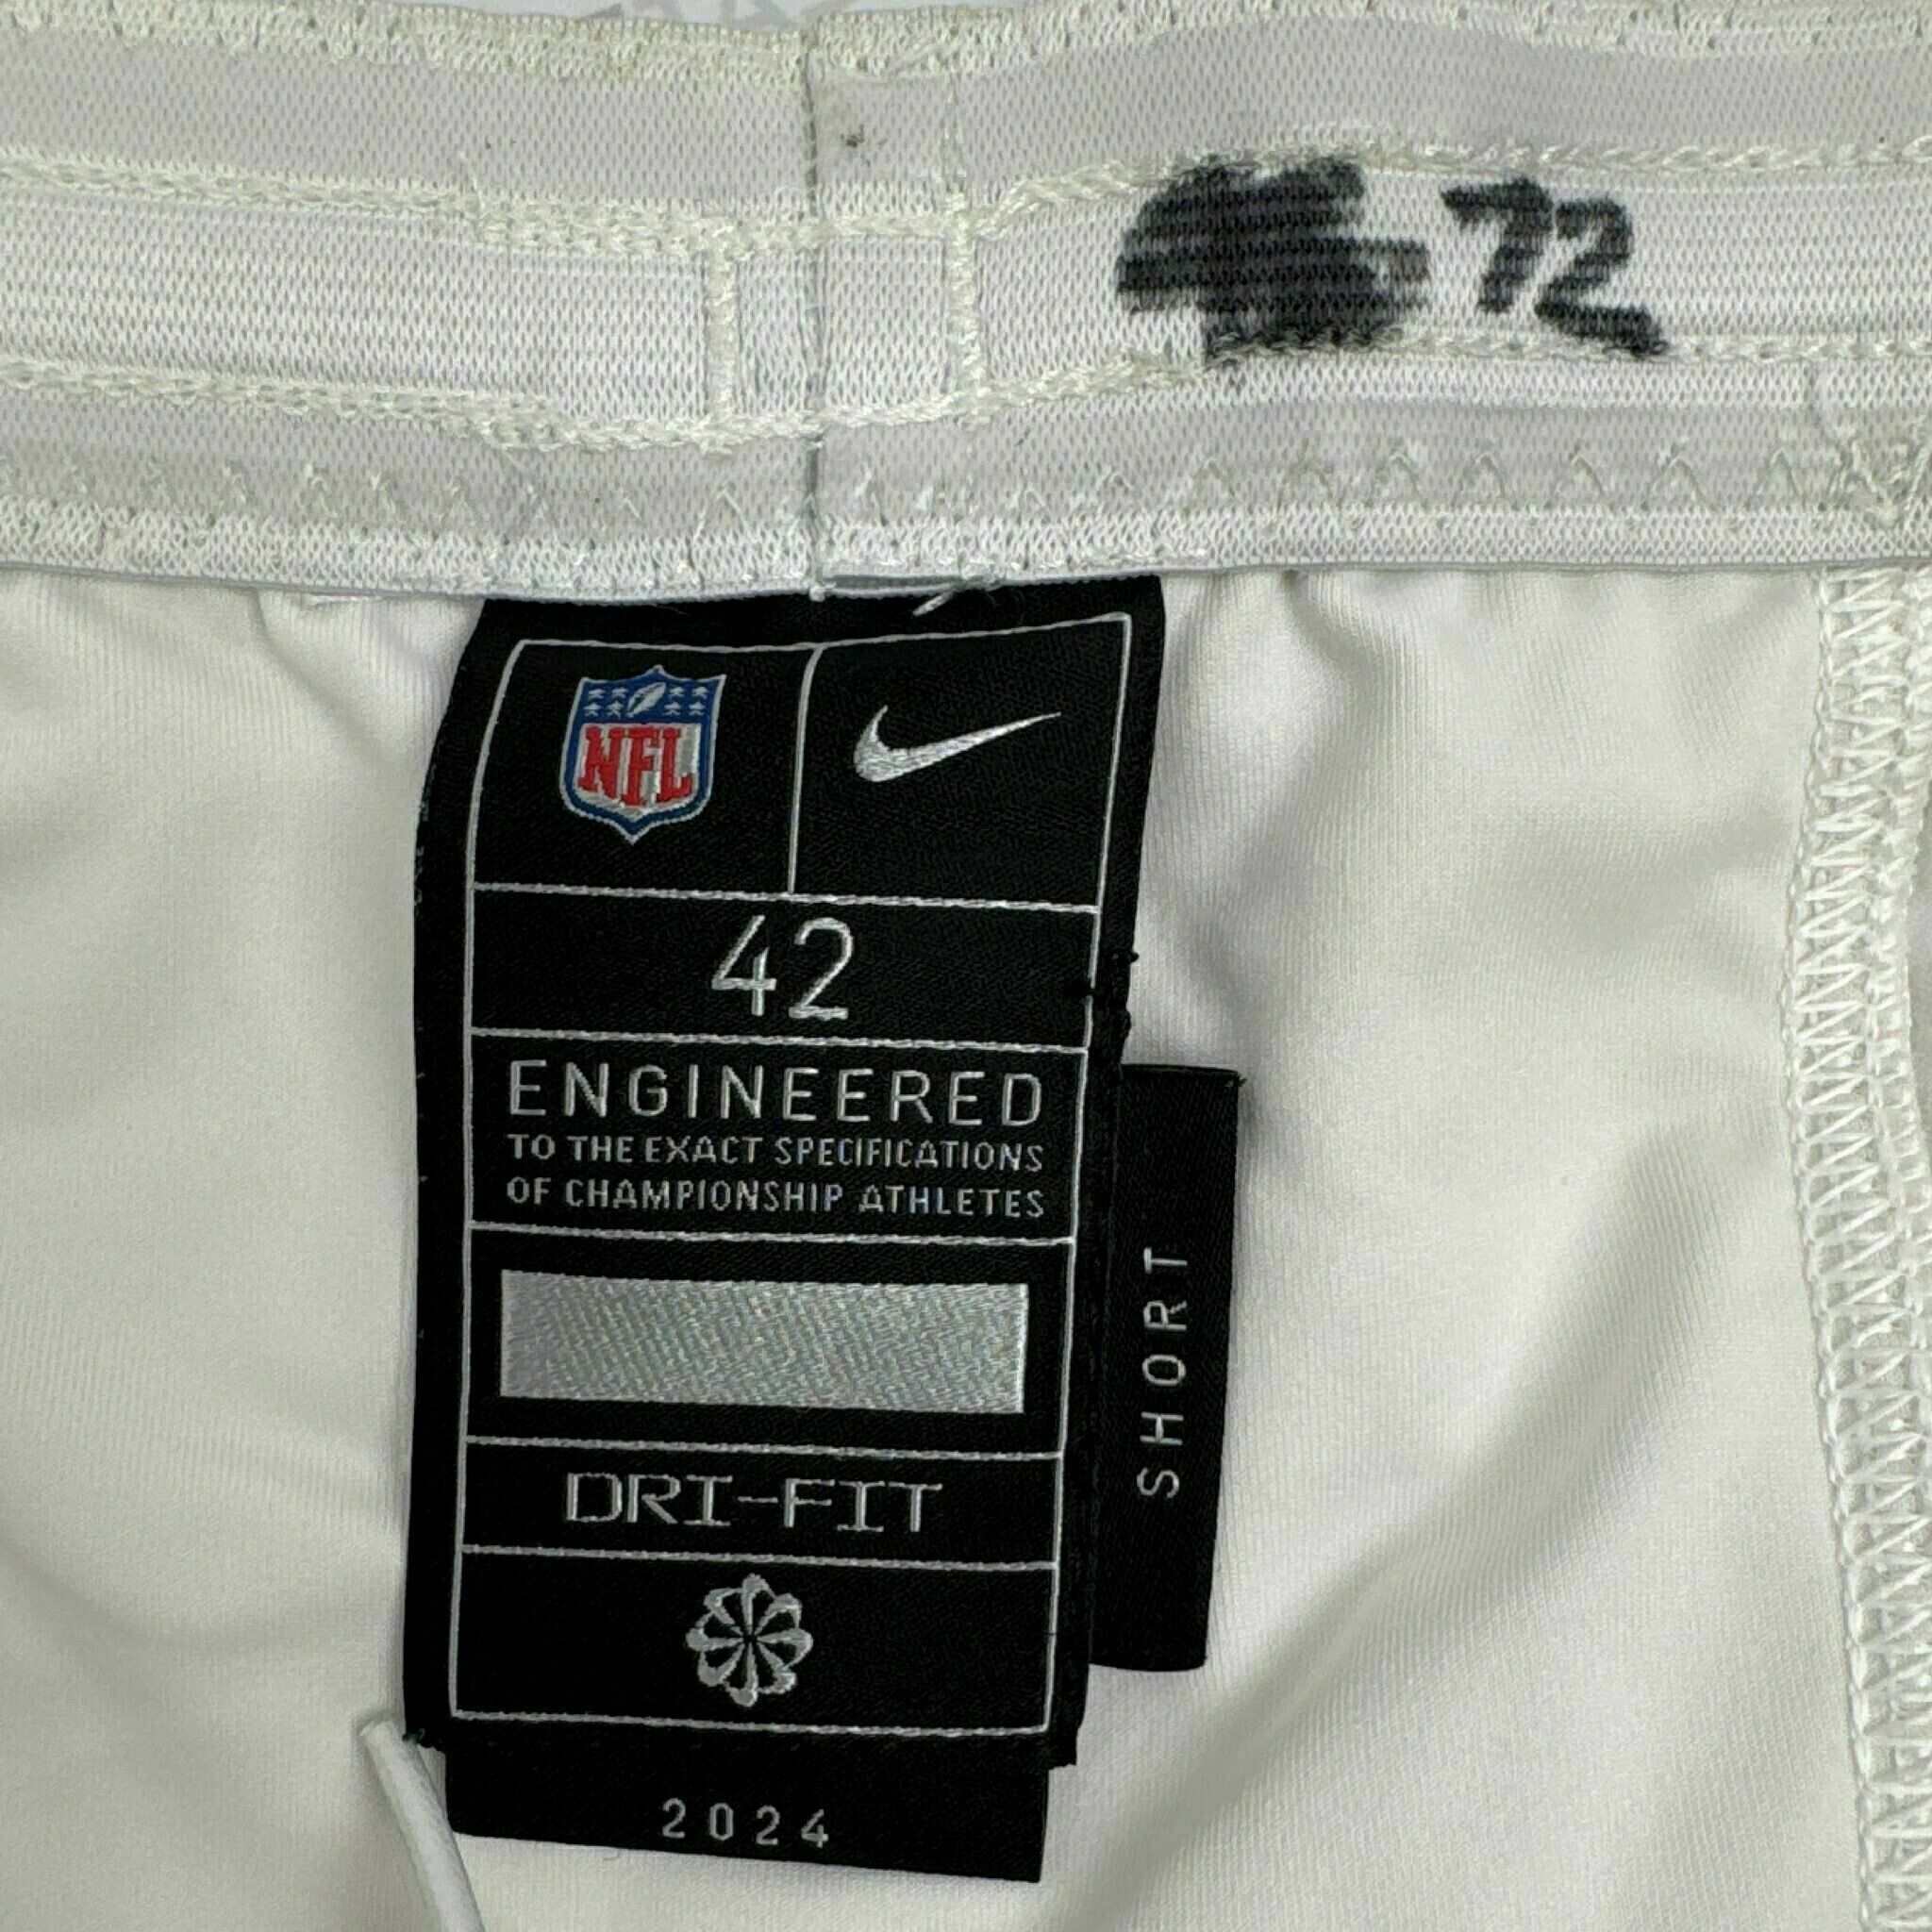 72
NFL
42
ENGINEERED
TO THE EXACT SPECIFICATIONS
OF CHAMPIONSHIP ATHLETES
DRI-FIT
SHORT
2024